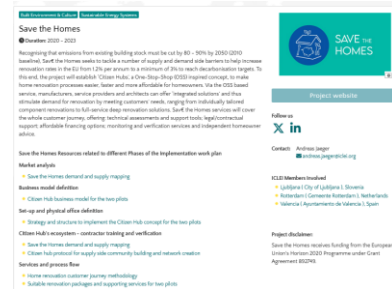 Built Environment & Culture Sustainable Energy Systems
Save the Homes
Duration: 2020 - 2023
Recognising that emissions from existing building stock must be cut by 80 - 90% by 2050 (2010
baseline), Save the Homes seeks to tackle a number of supply and demand side barriers to help increase
renovation rates in the EU from 1.2% per annum to a minimum of 3% to reach decarbonisation targets. To
this end, the project will establish 'Citizen Hubs', a One-Stop-Shop (OSS) inspired concept, to make
home renovation processes easier, faster and more affordable for homeowners. Via the OSS based
service, manufacturers, service providers and architects can offer 'integrated solutions' and thus
stimulate demand for renovation by meeting customers' needs, ranging from individually tailored
component renovations to full-service deep renovation solutions. Save the Homes services will cover
the whole customer journey, offering: technical assessments and support tools; legal/contractual
support; affordable financing options; monitoring and verification services and independent homeowner
advice.
Save the Homes Resources related to different Phases of the Implementation work plan
Market analysis
Save the Homes demand and supply mapping
Business model definition
Citizen Hub business model for the two pilots
Set-up and physical office definition
Strategy and structure to implement the Citizen Hub concept for the two pilots
Citizen Hub's ecosystem - contractor training and verification
Save the Homes demand and supply mapping
Citizen hub protocol for supply side community building and network creation
Services and process flow
Home renovation customer journey methodology
Suitable renovation packages and supporting services for two pilots
SAVE THE
HOMES
Project website
Follow us
X in
Contact: Andreas Jaeger
andreas.jaeger@iclei.org
ICLEI Members Involved
Ljubljana | City of Ljubljana | Slovenia
Rotterdam | Gemeente Rotterdam | Netherlands
Valencia | Ayuntamiento de Valencia | Spain
Project disclaimer:
Save the Homes receives funding from the European
Union's Horizon 2020 Programme under Grant
Agreement 892796.